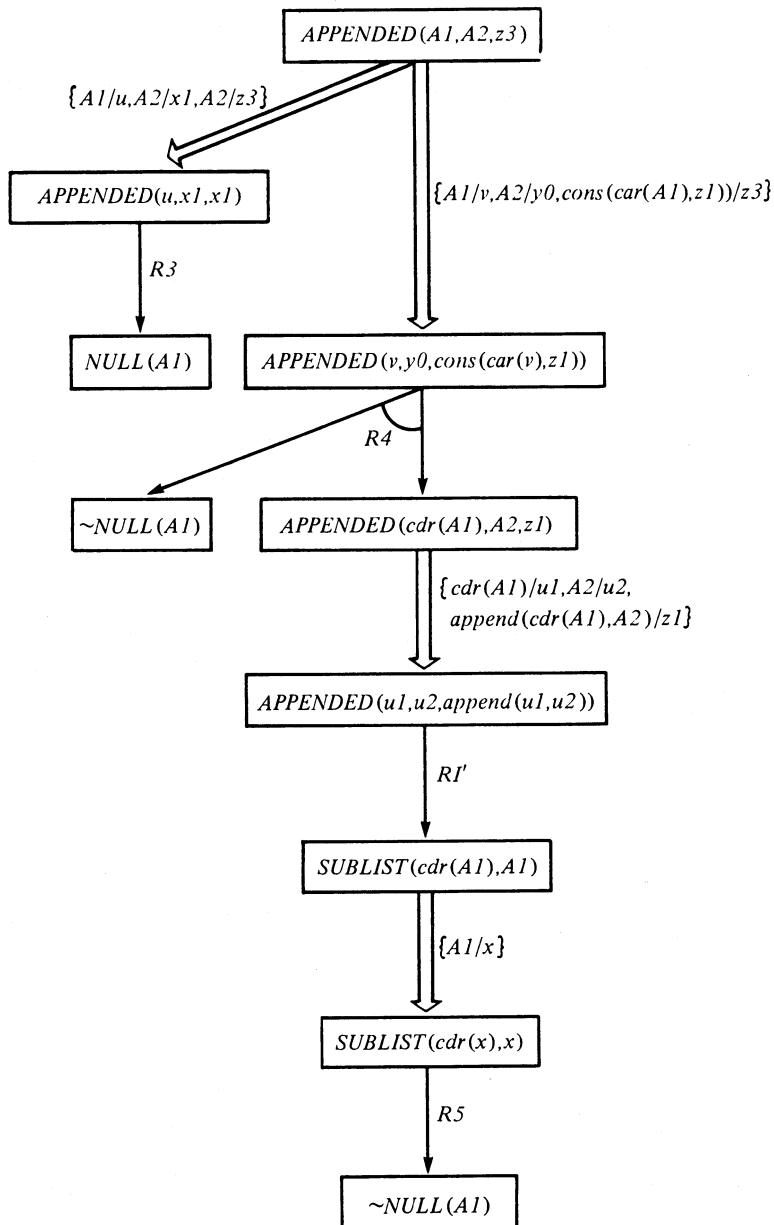 APPENDED(A1,A2,z3)
{A1/u,A2/x1,A2/z3}
APPENDED(u,x1,x1)
{A1/v,A2/y0,cons(car(A1),z1))/z3}
R3
NULL(A1)
APPENDED(v,y0,cons(car(v),z1))
R4
~NULL(A1)
APPENDED(cdr(A1),A2,z1)
{cdr(A1)/u1,A2/u2,
append(cdr(A1),A2)/z1}
APPENDED(u1,u2,append(u1,u2))
R1'
SUBLIST(cdr(A1),A1)
{A1/x}
SUBLIST(cdr(x),x)
R5
~NULL(A1)